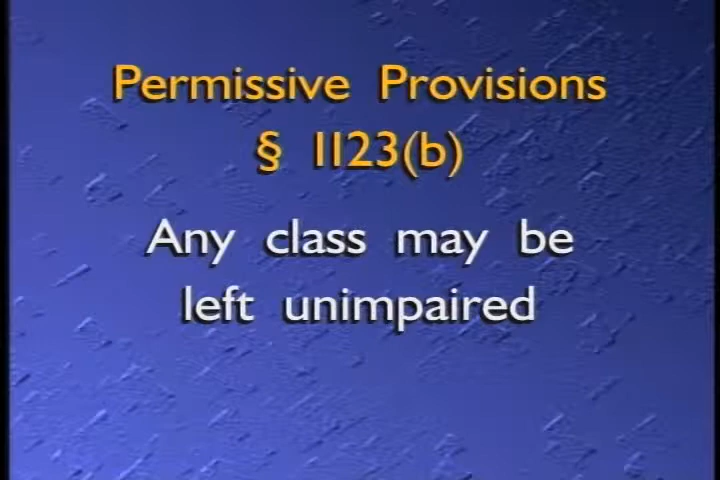 Permissive Provisions
§ 1123(b)
Any class may be
left unimpaired